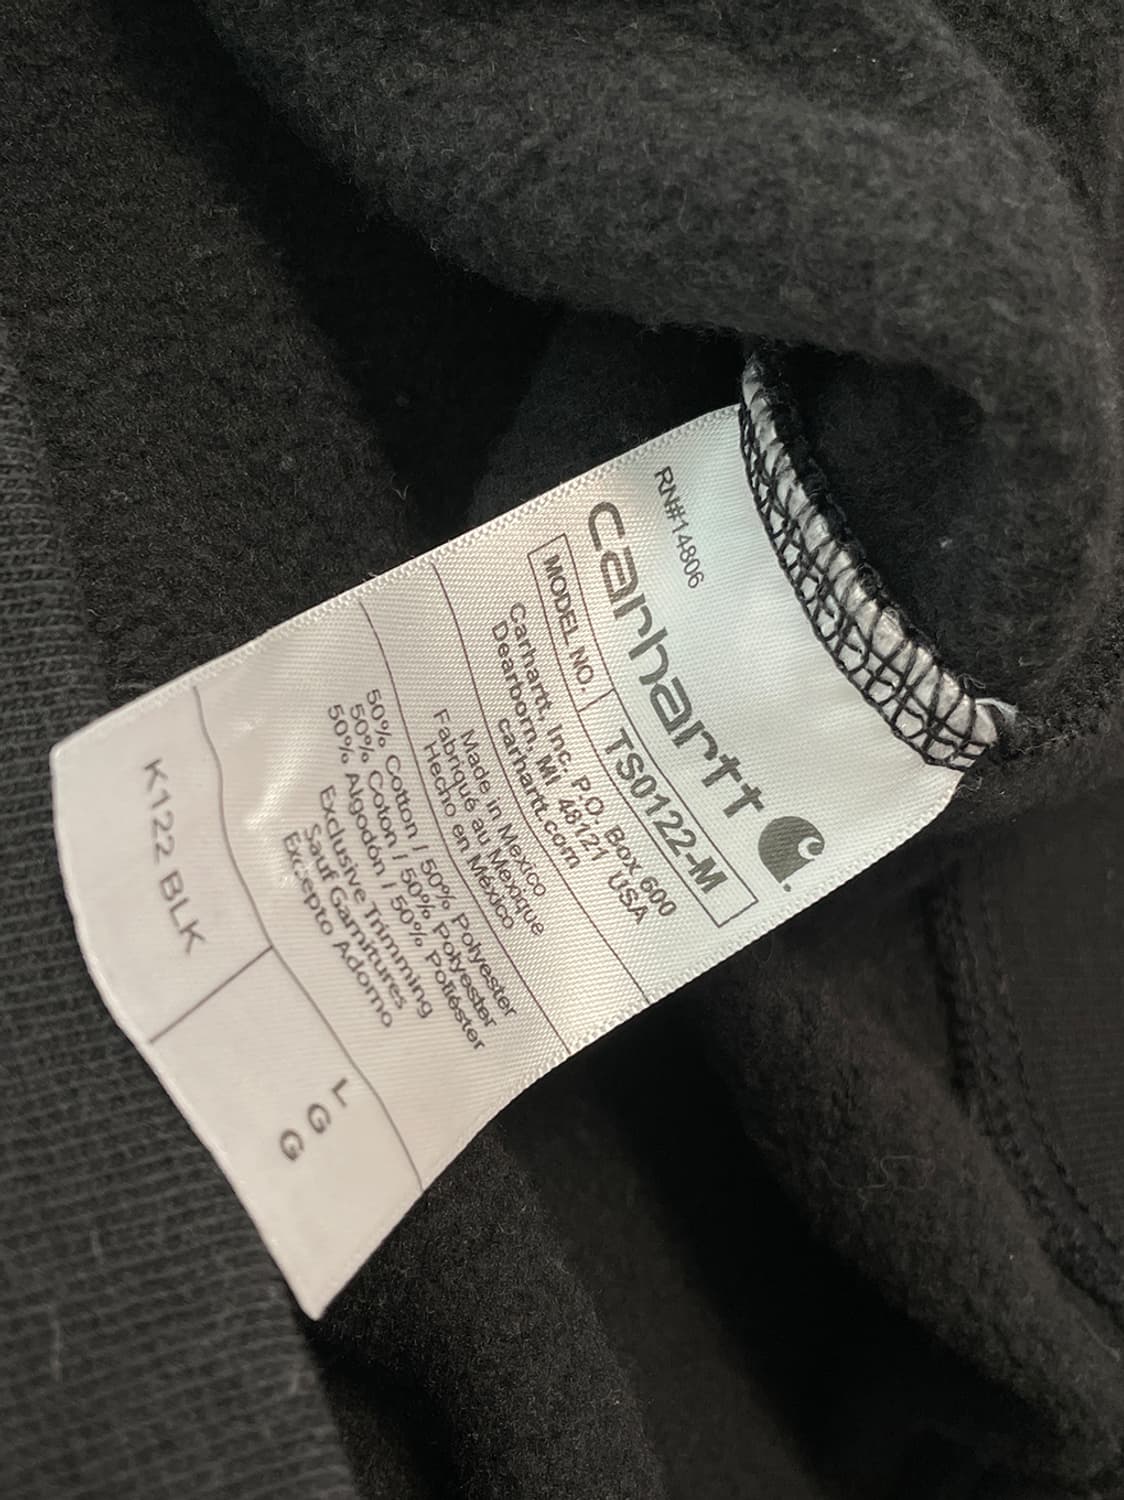 RN#14806
carhartt
MODEL NO. TS0122-M
Carhartt, Inc. P.O. Box 600
Dearborn, MI 48121 USA
carhartt.com
Made in Mexico
Fabriqué au Mexique
Hecho en México
50% Cotton / 50% Polyester
50% Coton / 50% Polyester
50% Algodón / 50% Poliéster
Exclusive Trimming
Sauf Garnitures
Excepto Adorno
K122 BLK
L
G
G